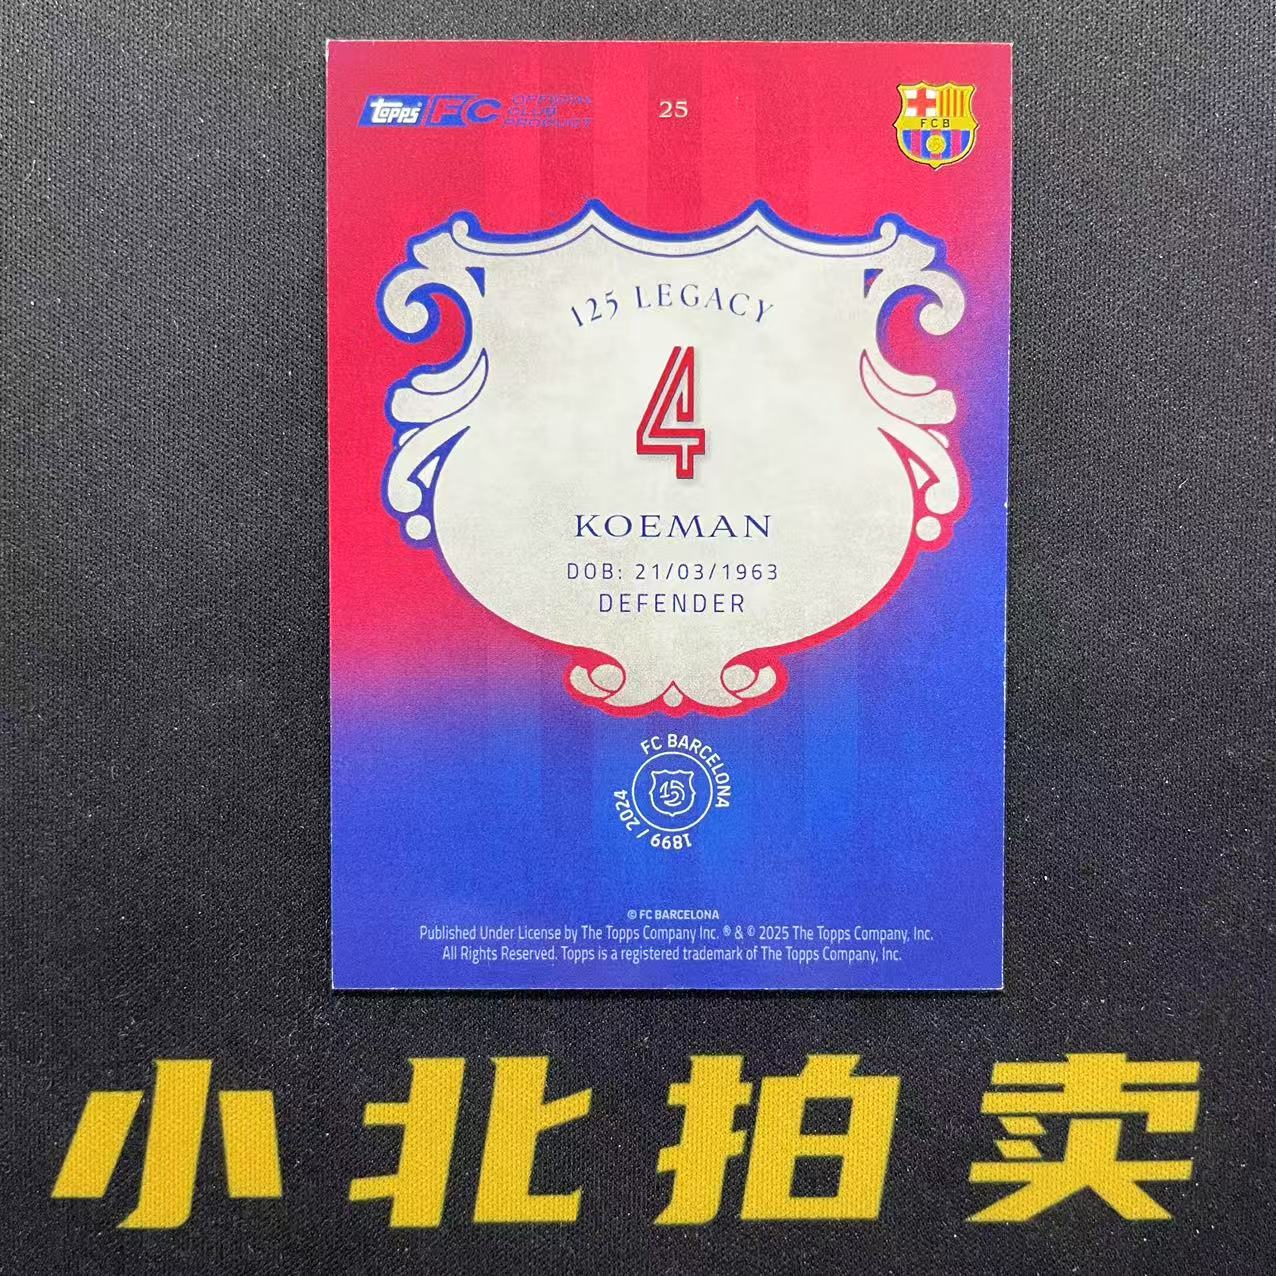 Topps FC OFFICIAL CLUB PRODUCT
25
FCB
125 LEGACY
4
KOEMAN
DOB: 21/03/1963
DEFENDER
FC BARCELONA
125
1899 / 2024
© FC BARCELONA
Published Under License by The Topps Company Inc. ® & © 2025 The Topps Company, Inc.
All Rights Reserved. Topps is a registered trademark of The Topps Company, Inc.
小北拍卖